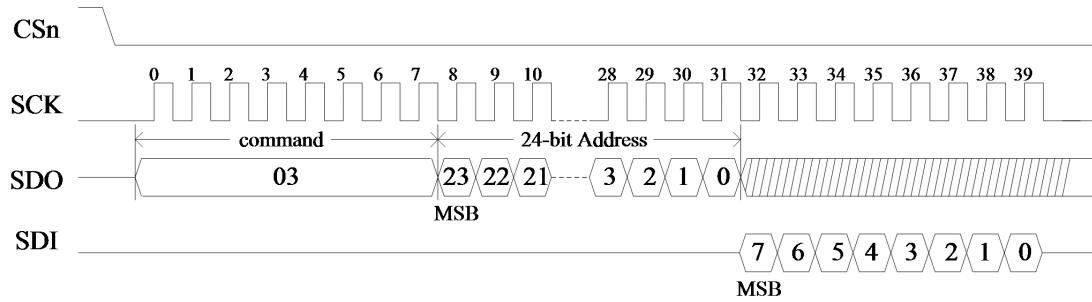 CSn
0 1 2 3 4 5 6 7 8 9 10 28 29 30 31 32 33 34 35 36 37 38 39
SCK
command 24-bit Address
SDO 03 23 22 21 3 2 1 0
MSB
SDI 7 6 5 4 3 2 1 0
MSB